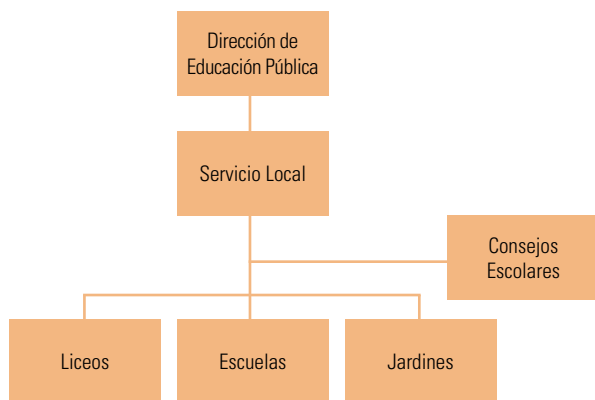 Dirección de
Educación Pública
Servicio Local
Consejos
Escolares
Liceos
Escuelas
Jardines